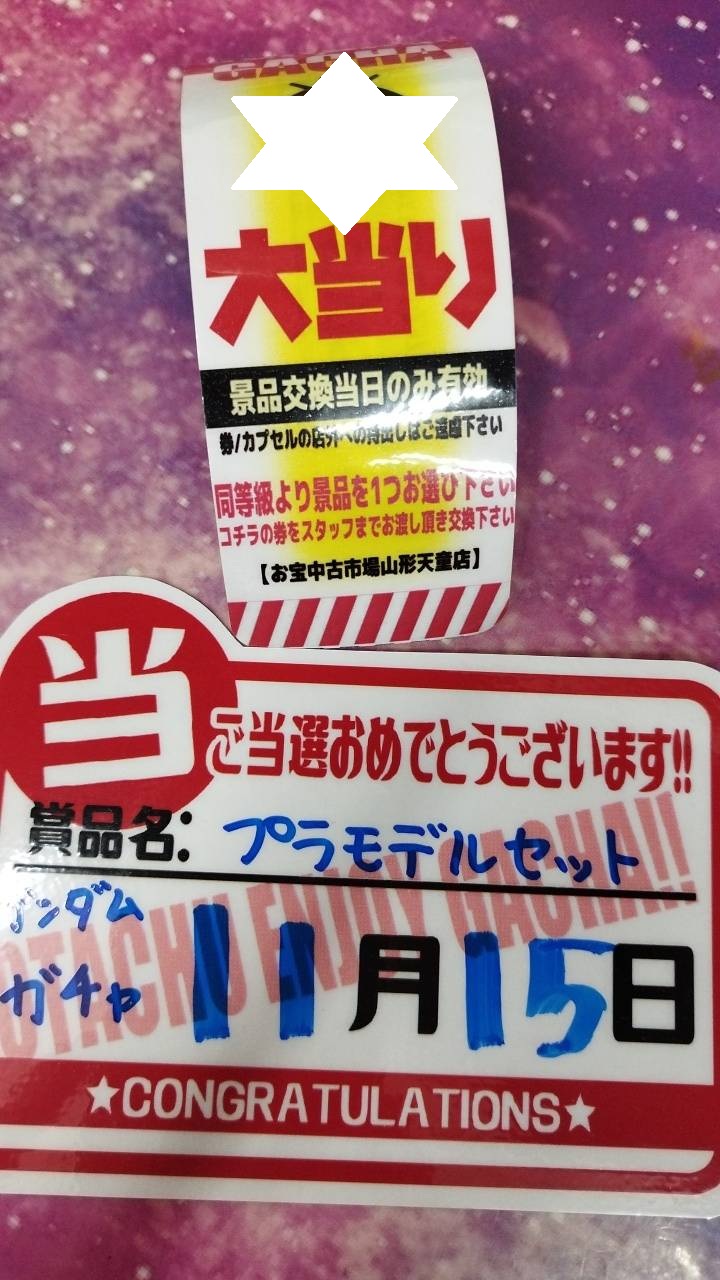 GACHA
大当り
景品交換当日のみ有効
券/カプセルの店外への持出しはご遠慮下さい
同等級より景品を1つお選び下さい
コチラの券をスタッフまでお渡し頂き交換下さい
【お宝中古市場山形天童店】
当
ご当選おめでとうございます!!
賞品名: プラモデルセット
ガンダム
ガチャ
11月15日
OTACHU ENJOY GACHA!!
★CONGRATULATIONS★